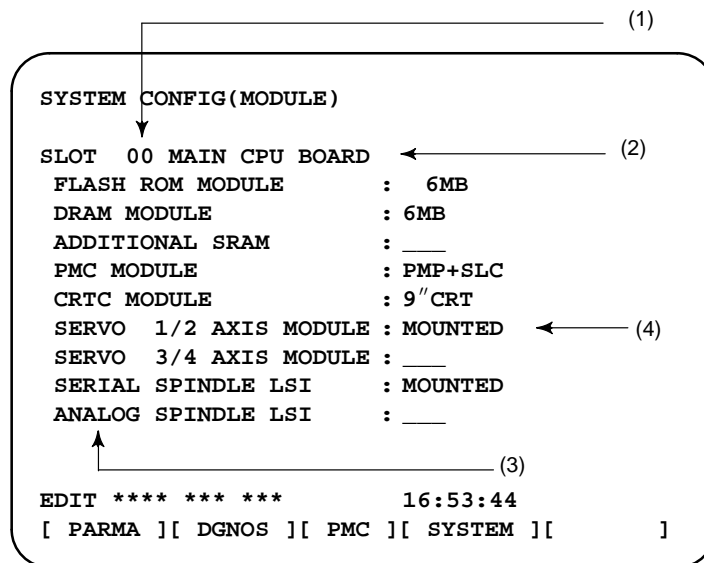 (1)
SYSTEM CONFIG(MODULE)
SLOT 00 MAIN CPU BOARD (2)
FLASH ROM MODULE : 6MB
DRAM MODULE : 6MB
ADDITIONAL SRAM : ___
PMC MODULE : PMP+SLC
CRTC MODULE : 9″CRT
SERVO 1/2 AXIS MODULE : MOUNTED (4)
SERVO 3/4 AXIS MODULE : ___
SERIAL SPINDLE LSI : MOUNTED
ANALOG SPINDLE LSI : ___
(3)
EDIT **** *** *** 16:53:44
[ PARMA ][ DGNOS ][ PMC ][ SYSTEM ][ ]